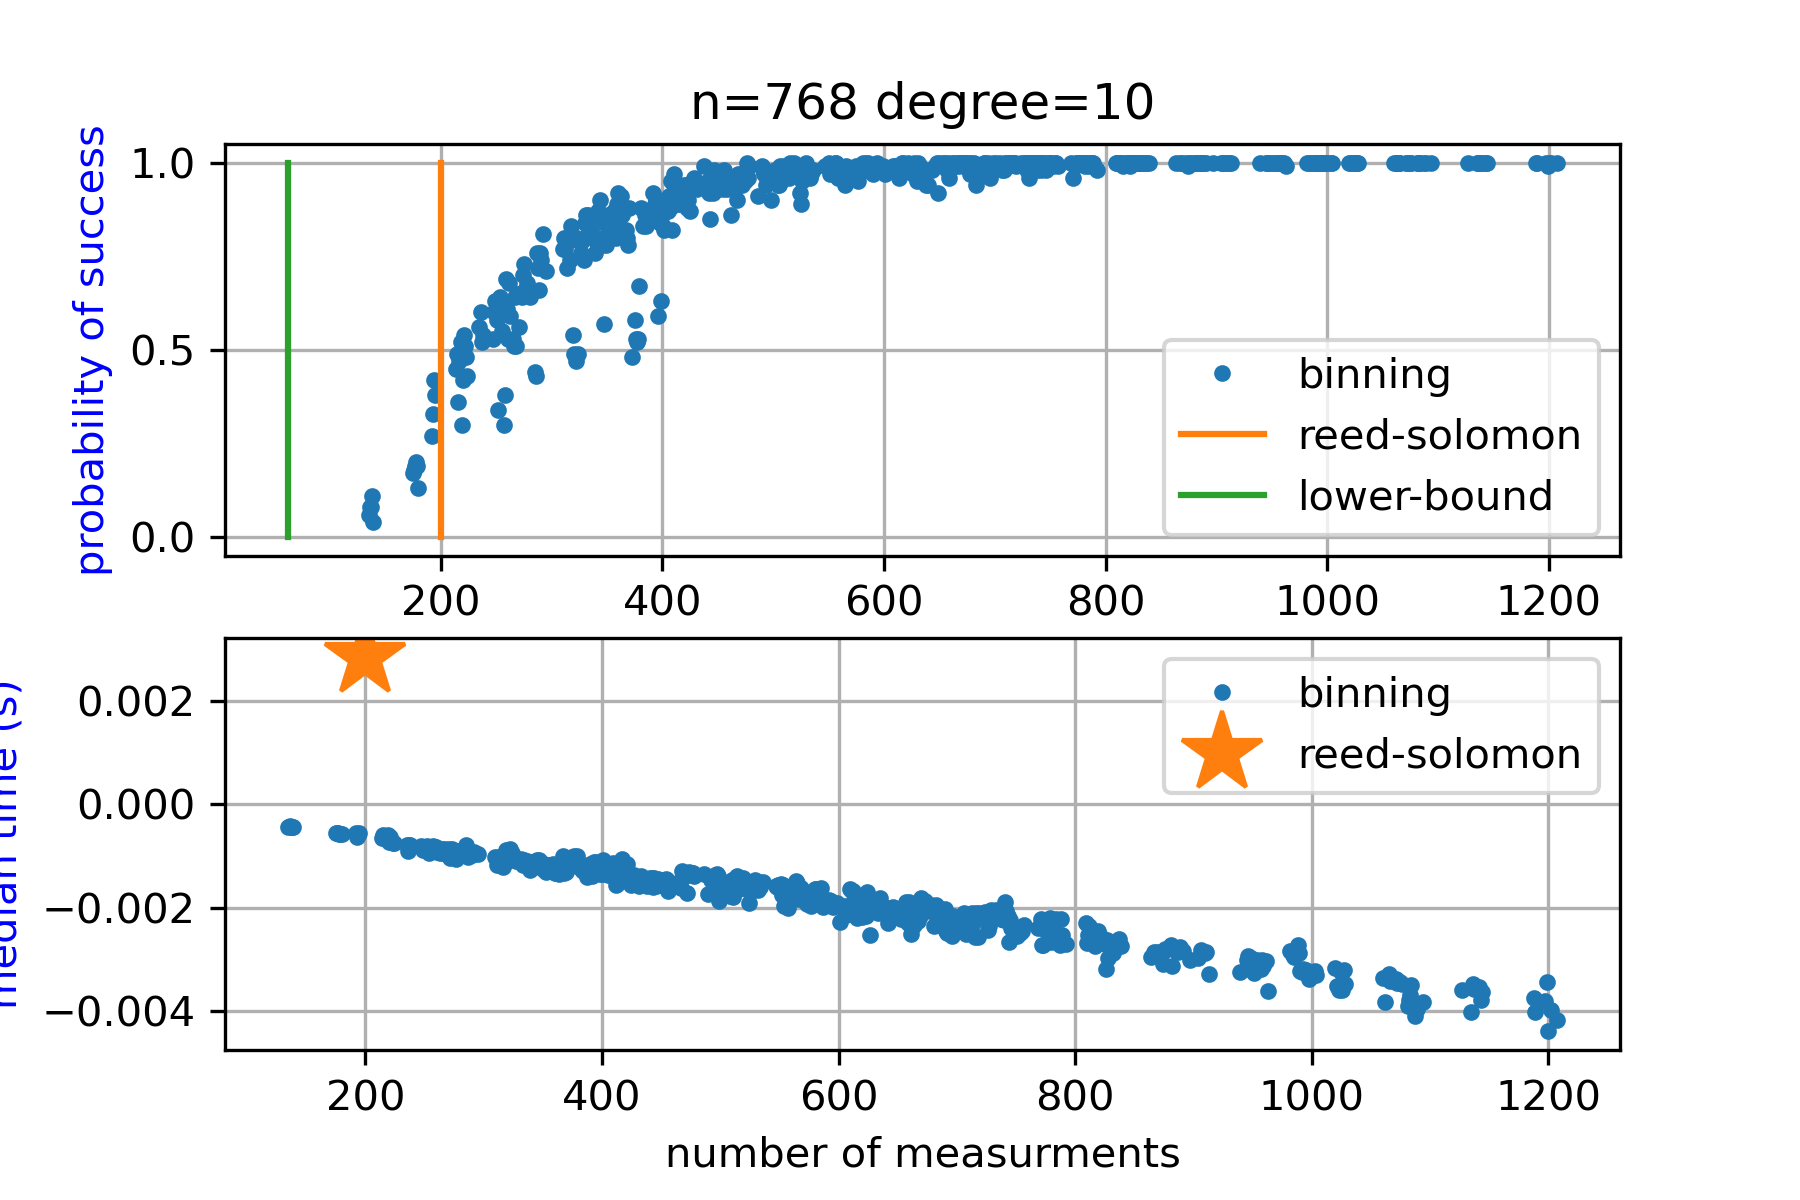 n=768 degree=10
probability of success
1.0
0.5
0.0
binning
reed-solomon
lower-bound
200 400 600 800 1000 1200
median time (s)
0.002
0.000
−0.002
−0.004
binning
reed-solomon
200 400 600 800 1000 1200
number of measurments